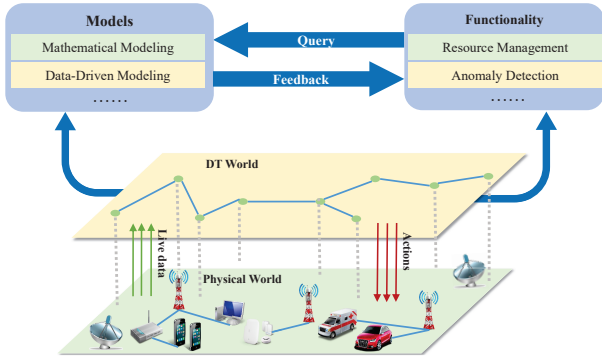 Models
Mathematical Modeling
Data-Driven Modeling
......
Query
Feedback
Functionality
Resource Management
Anomaly Detection
......
DT World
Live data
Actions
Physical World